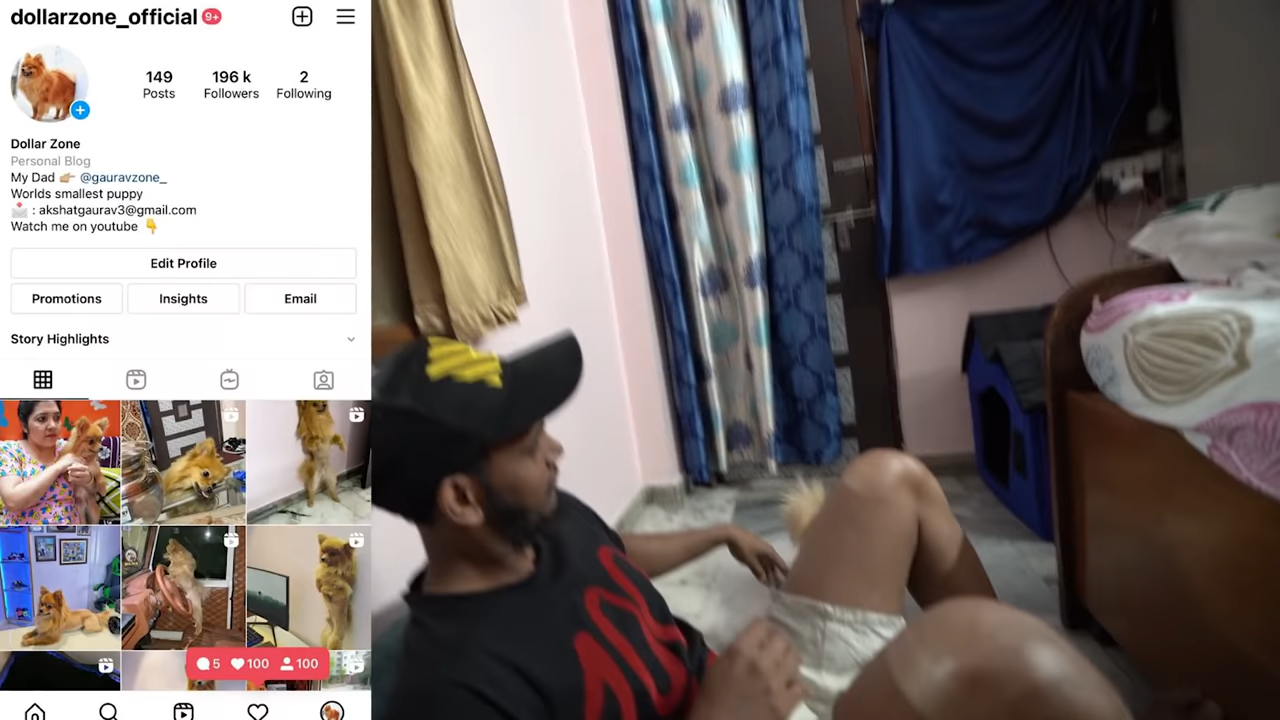 dollarzone_official 9+
149 196 k 2
Posts Followers Following
Dollar Zone
Personal Blog
My Dad 👉🏼 @gauravzone_
Worlds smallest puppy
📩 : akshatgaurav3@gmail.com
Watch me on youtube 👇
Edit Profile
Promotions Insights Email
Story Highlights
5 100 100